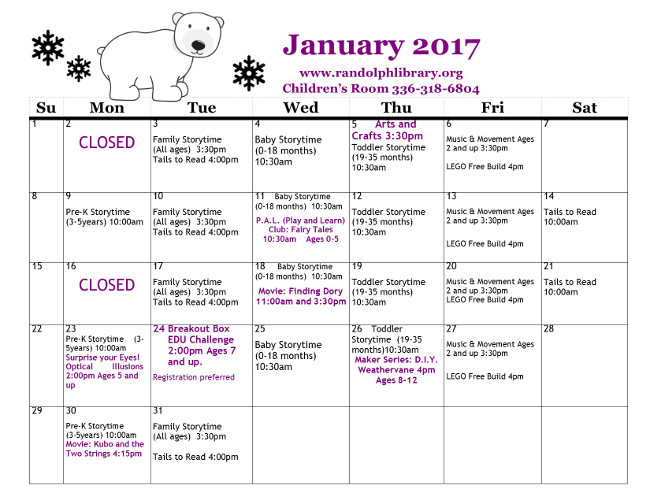 January 2017
www.randolphlibrary.org
Children's Room 336-318-6804
Su Mon Tue Wed Thu Fri Sat
1
2
CLOSED
3
Family Storytime
(All ages) 3:30pm
Tails to Read 4:00pm
4
Baby Storytime
(0-18 months)
10:30am
5 Arts and
Crafts 3:30pm
Toddler Storytime
(19-35 months)
10:30am
6
Music & Movement Ages
2 and up 3:30pm
LEGO Free Build 4pm
7
8
9
Pre-K Storytime
(3-5years) 10:00am
10
Family Storytime
(All ages) 3:30pm
Tails to Read 4:00pm
11 Baby Storytime
(0-18 months) 10:30am
P.A.L. (Play and Learn)
Club: Fairy Tales
10:30am Ages 0-5
12
Toddler Storytime
(19-35 months)
10:30am
13
Music & Movement Ages
2 and up 3:30pm
LEGO Free Build 4pm
14
Tails to Read
10:00am
15
16
CLOSED
17
Family Storytime
(All ages) 3:30pm
Tails to Read 4:00pm
18 Baby Storytime
(0-18 months) 10:30am
Movie: Finding Dory
11:00am and 3:30pm
19
Toddler Storytime
(19-35 months)
10:30am
20
Music & Movement Ages
2 and up 3:30pm
LEGO Free Build 4pm
21
Tails to Read
10:00am
22
23
Pre-K Storytime (3-
5years) 10:00am
Surprise your Eyes!
Optical Illusions
2:00pm Ages 5 and
up
24 Breakout Box
EDU Challenge
2:00pm Ages 7
and up.
Registration preferred
25
Baby Storytime
(0-18 months)
10:30am
26 Toddler
Storytime (19-35
months)10:30am
Maker Series: D.I.Y.
Weathervane 4pm
Ages 8-12
27
Music & Movement Ages
2 and up 3:30pm
LEGO Free Build 4pm
28
29
30
Pre-K Storytime
(3-5years) 10:00am
Movie: Kubo and the
Two Strings 4:15pm
31
Family Storytime
(All ages) 3:30pm
Tails to Read 4:00pm